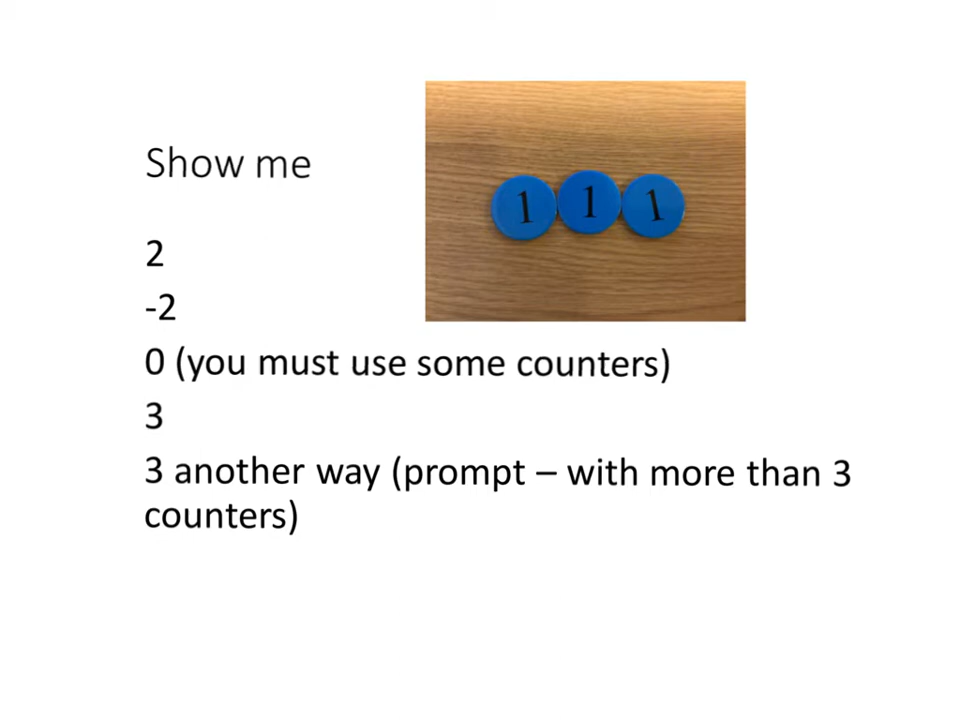 Show me
1 1 1
2
-2
0 (you must use some counters)
3
3 another way (prompt – with more than 3
counters)